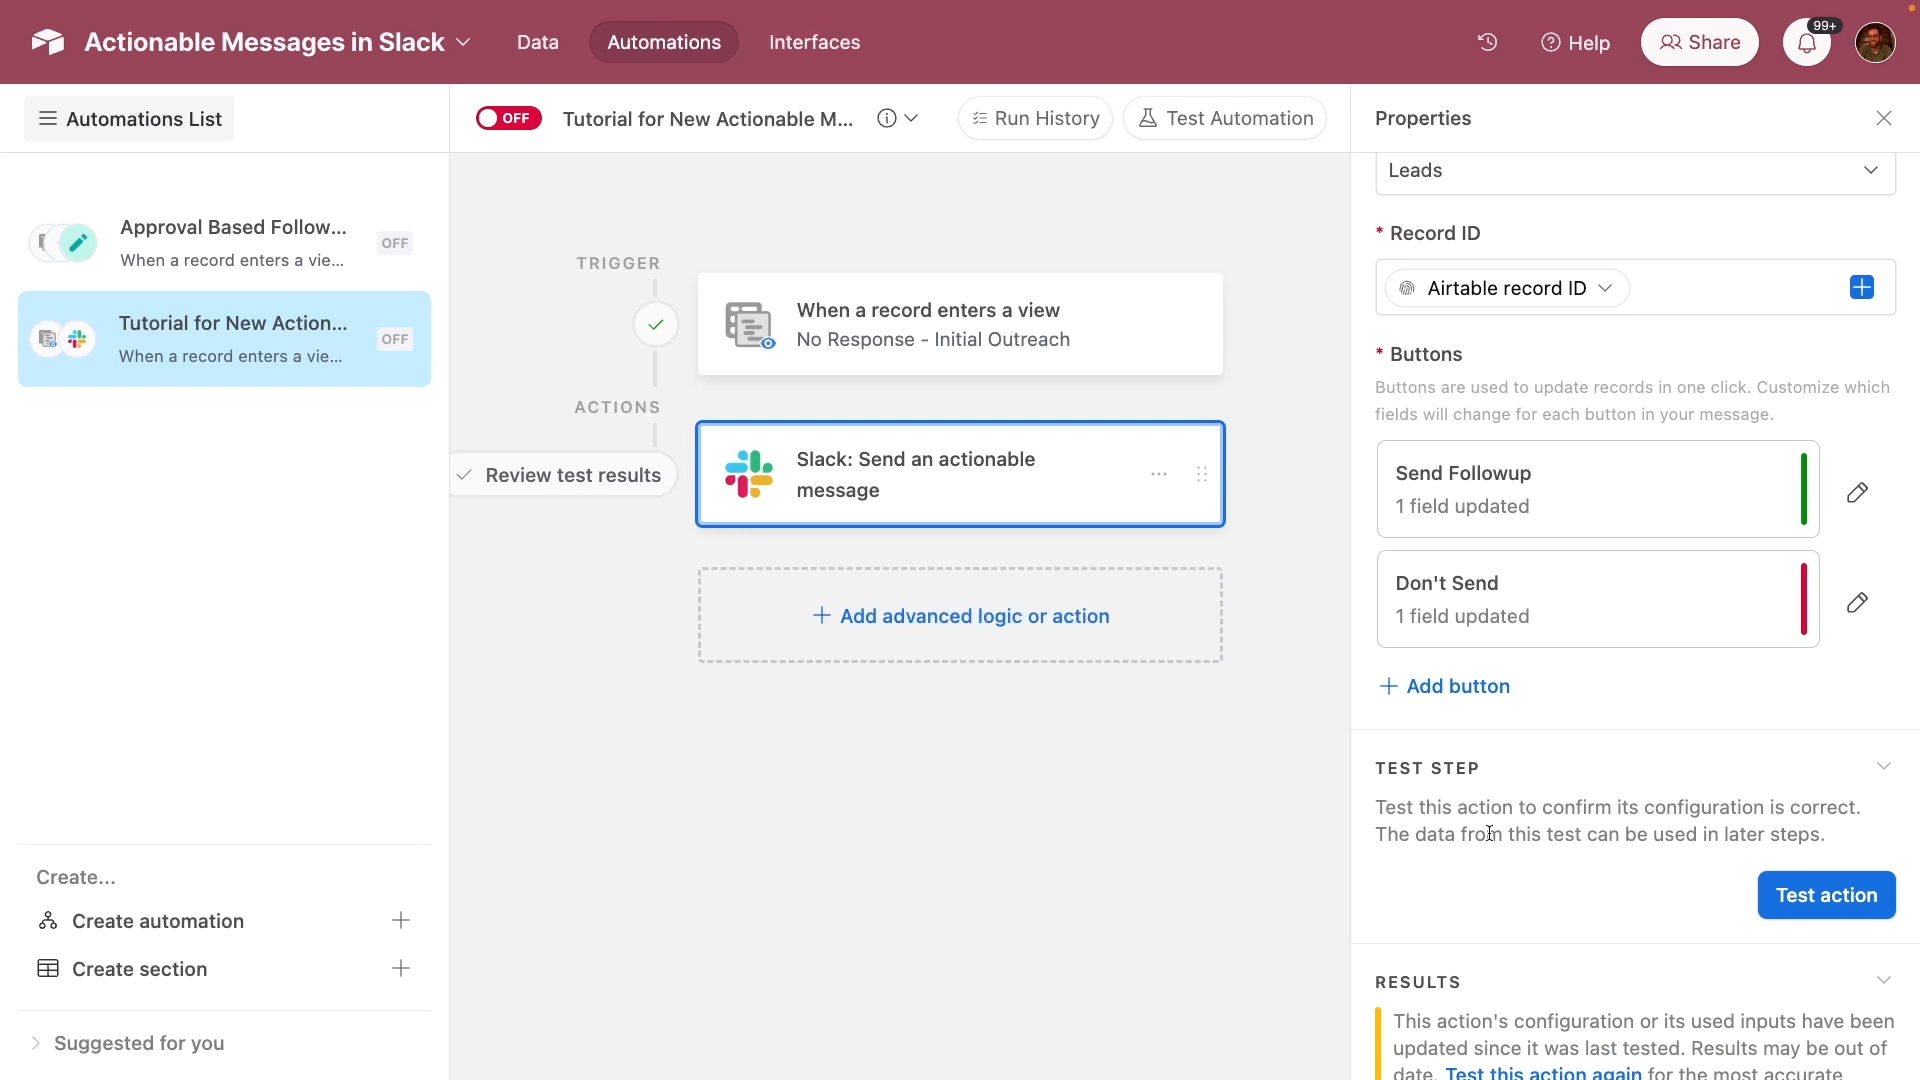 Actionable Messages in Slack
Data
Automations
Interfaces
Help
Share
99+
Automations List
OFF
Tutorial for New Actionable M...
Run History
Test Automation
Properties
Approval Based Follow...
When a record enters a vie...
OFF
Tutorial for New Action...
When a record enters a vie...
OFF
Create...
Create automation
Create section
Suggested for you
TRIGGER
When a record enters a view
No Response - Initial Outreach
ACTIONS
Review test results
Slack: Send an actionable
message
Add advanced logic or action
Leads
* Record ID
Airtable record ID
* Buttons
Buttons are used to update records in one click. Customize which
fields will change for each button in your message.
Send Followup
1 field updated
Don't Send
1 field updated
Add button
TEST STEP
Test this action to confirm its configuration is correct.
The data from this test can be used in later steps.
Test action
RESULTS
This action's configuration or its used inputs have been
updated since it was last tested. Results may be out of
date. Test this action again for the most accurate